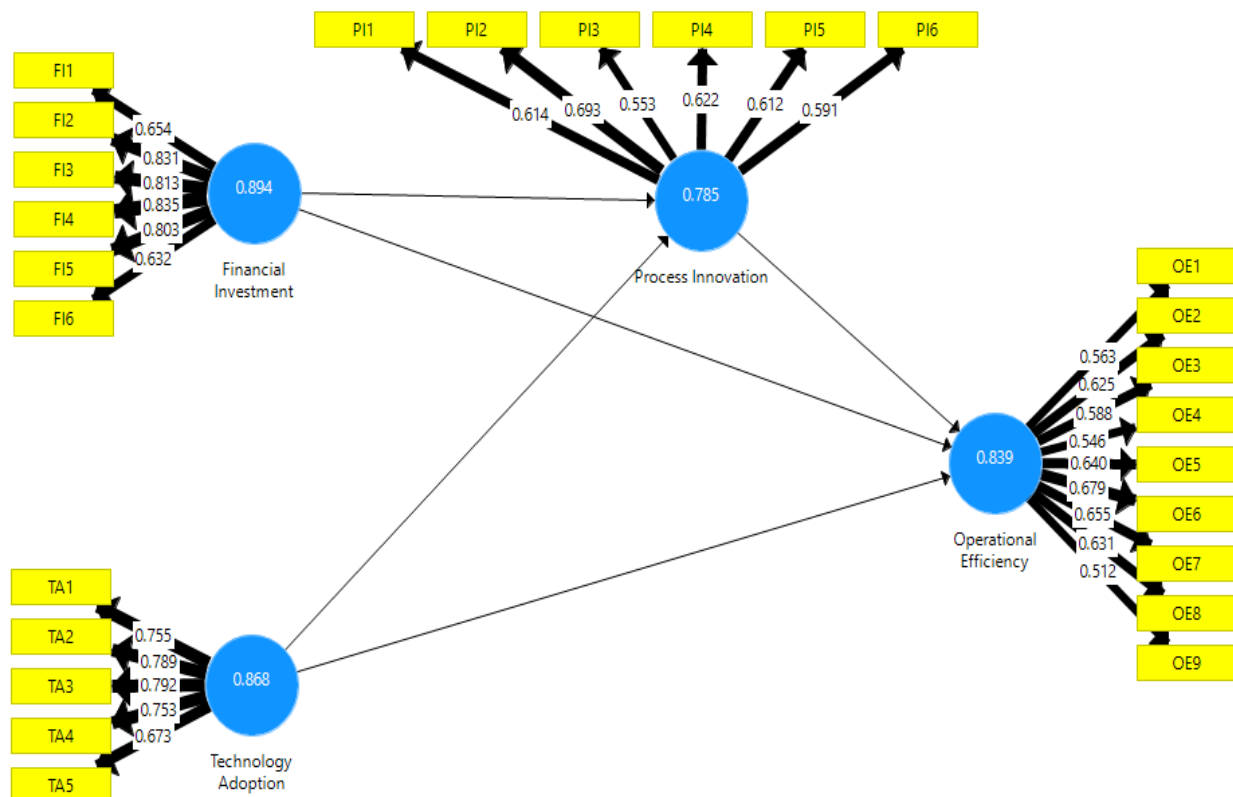 PI1 PI2 PI3 PI4 PI5 PI6
0.614 0.693 0.553 0.622 0.612 0.591
FI1
FI2
FI3
FI4
FI5
FI6
0.654
0.831
0.813
0.835
0.803
0.632
0.894
Financial
Investment
0.785
Process Innovation
OE1
OE2
OE3
OE4
OE5
OE6
OE7
OE8
OE9
0.563
0.625
0.588
0.546
0.640
0.679
0.655
0.631
0.512
0.839
Operational
Efficiency
TA1
TA2
TA3
TA4
TA5
0.755
0.789
0.792
0.753
0.673
0.868
Technology
Adoption